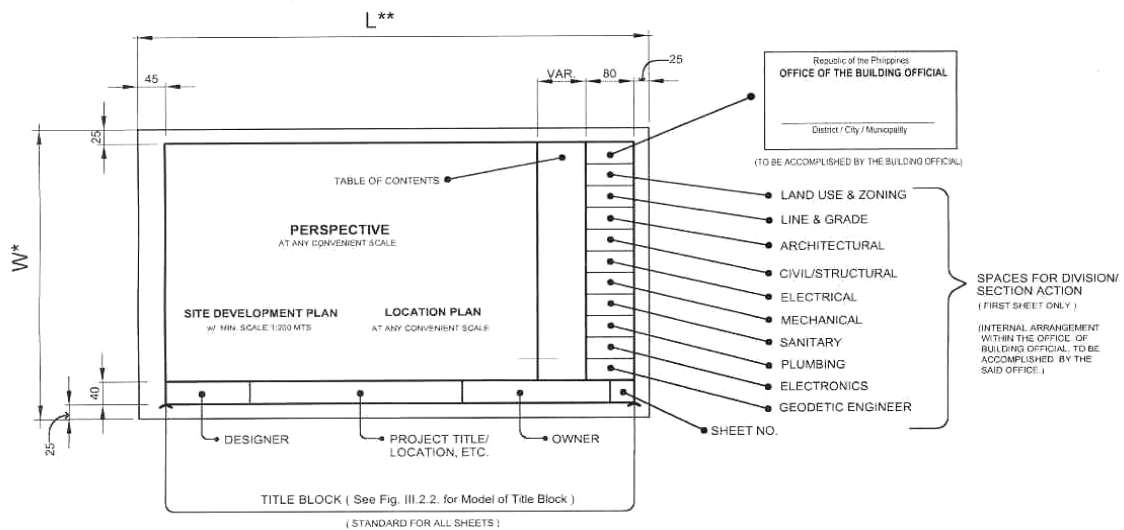 L**
45
VAR.
80
25
25
W*
40
25
Republic of the Philippines
OFFICE OF THE BUILDING OFFICIAL
District / City / Municipality
(TO BE ACCOMPLISHED BY THE BUILDING OFFICIAL)
TABLE OF CONTENTS
PERSPECTIVE
AT ANY CONVENIENT SCALE
SITE DEVELOPMENT PLAN
w/ MIN. SCALE 1:200 MTS
LOCATION PLAN
AT ANY CONVENIENT SCALE
LAND USE & ZONING
LINE & GRADE
ARCHITECTURAL
CIVIL/STRUCTURAL
ELECTRICAL
MECHANICAL
SANITARY
PLUMBING
ELECTRONICS
GEODETIC ENGINEER
SHEET NO.
SPACES FOR DIVISION/
SECTION ACTION
( FIRST SHEET ONLY )
(INTERNAL ARRANGEMENT
WITHIN THE OFFICE OF
BUILDING OFFICIAL, TO BE
ACCOMPLISHED BY THE
SAID OFFICE.)
DESIGNER
PROJECT TITLE/
LOCATION, ETC.
OWNER
TITLE BLOCK ( See Fig. III.2.2. for Model of Title Block )
( STANDARD FOR ALL SHEETS )